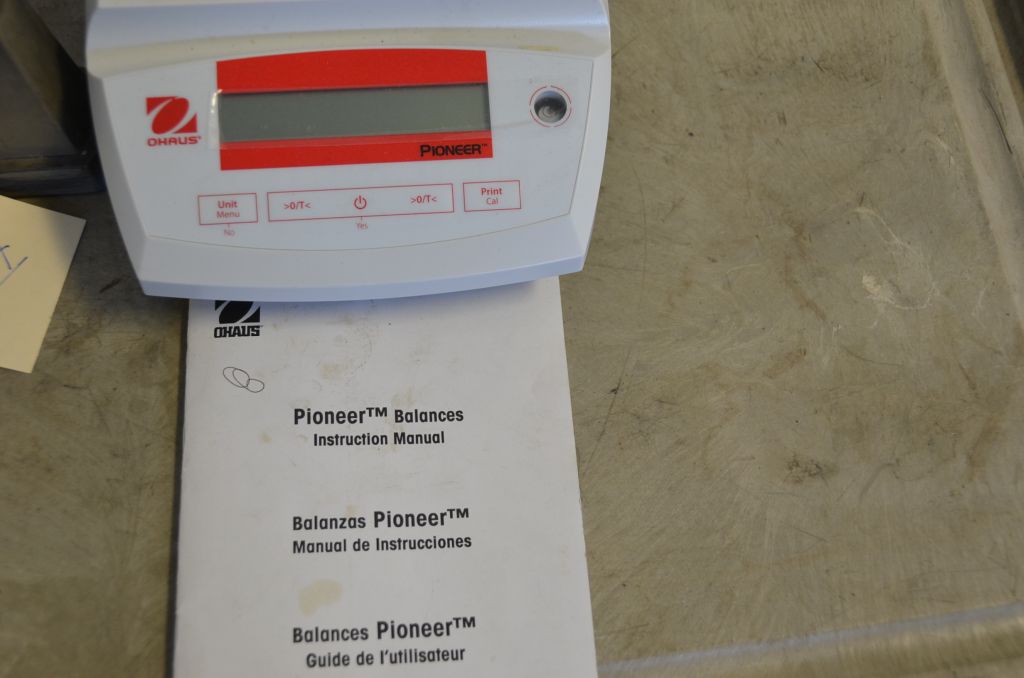 OHAUS
PIONEER™
Unit
Menu
No
>0/T<
Yes
>0/T<
Print
Cal
T
OHAUS
Pioneer™ Balances
Instruction Manual
Balanzas Pioneer™
Manual de Instrucciones
Balances Pioneer™
Guide de l'utilisateur